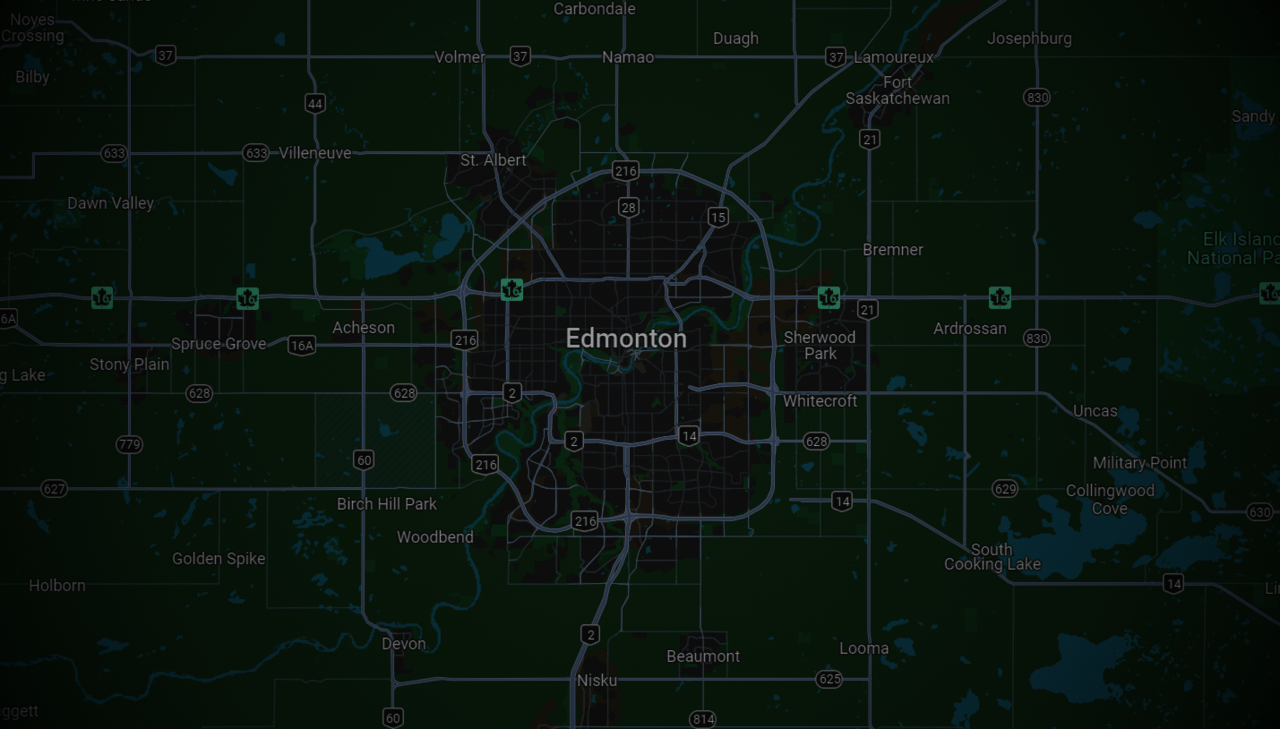 Carbondale
Noyes
Crossing
Duagh
Josephburg
37
Volmer
37
Namao
37
Lamoureux
Bilby
Fort
Saskatchewan
44
830
Sandy
21
633
633
Villeneuve
St. Albert
216
Dawn Valley
28
15
Elk Island
National Pa
Bremner
16
16
16
16
16
16
21
6A
Acheson
216
Edmonton
Sherwood
Park
Ardrossan
830
Spruce Grove
16A
Stony Plain
g Lake
628
628
2
Whitecroft
Uncas
779
2
14
628
60
216
Military Point
627
629
Collingwood
Cove
Birch Hill Park
14
630
216
Woodbend
Golden Spike
South
Cooking Lake
Holborn
14
Li
2
Devon
Looma
Beaumont
Nisku
625
ggett
60
814